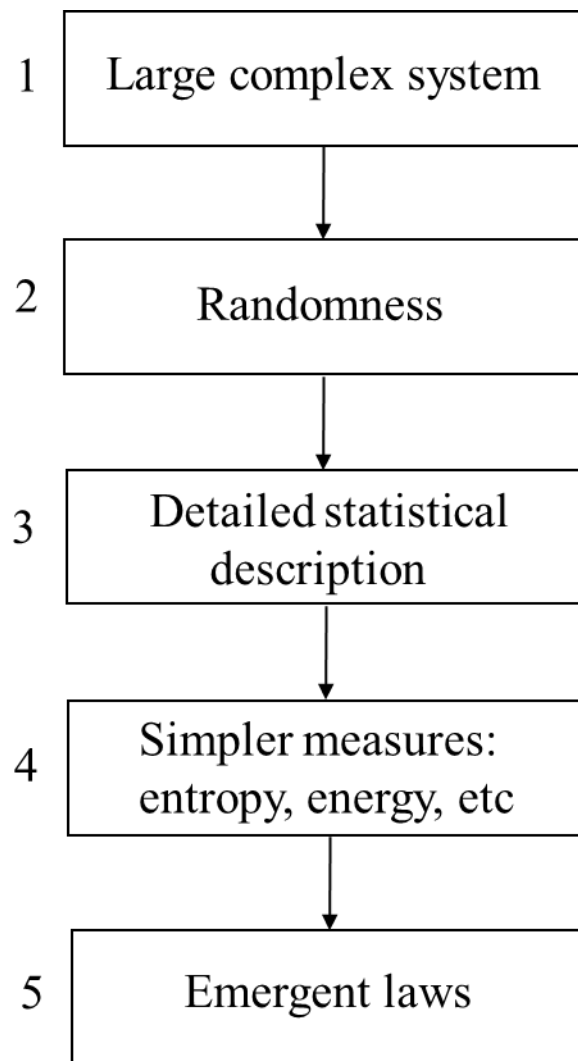 1 Large complex system
2 Randomness
3 Detailed statistical
description
4 Simpler measures:
entropy, energy, etc
5 Emergent laws